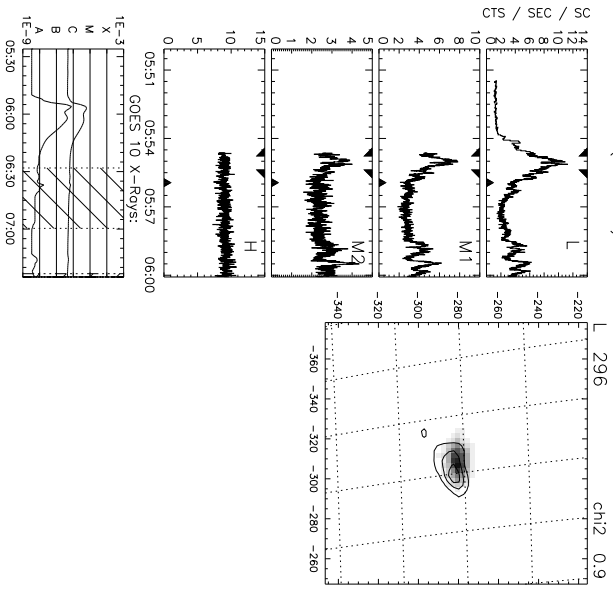 CTS / SEC / SC
L
2 4 6 8 10 12 14
M1
0 2 4 6 8 10
M2
0 1 2 3 4 5
H
0 5 10 15
05:51 05:54 05:57 06:00
GOES 10 X-Rays:
1E-9 A B C M X 1E-3
05:30 06:00 06:30 07:00
L 296 chi2 0.9
-340 -320 -300 -280 -260 -240 -220
-360 -340 -320 -300 -280 -260